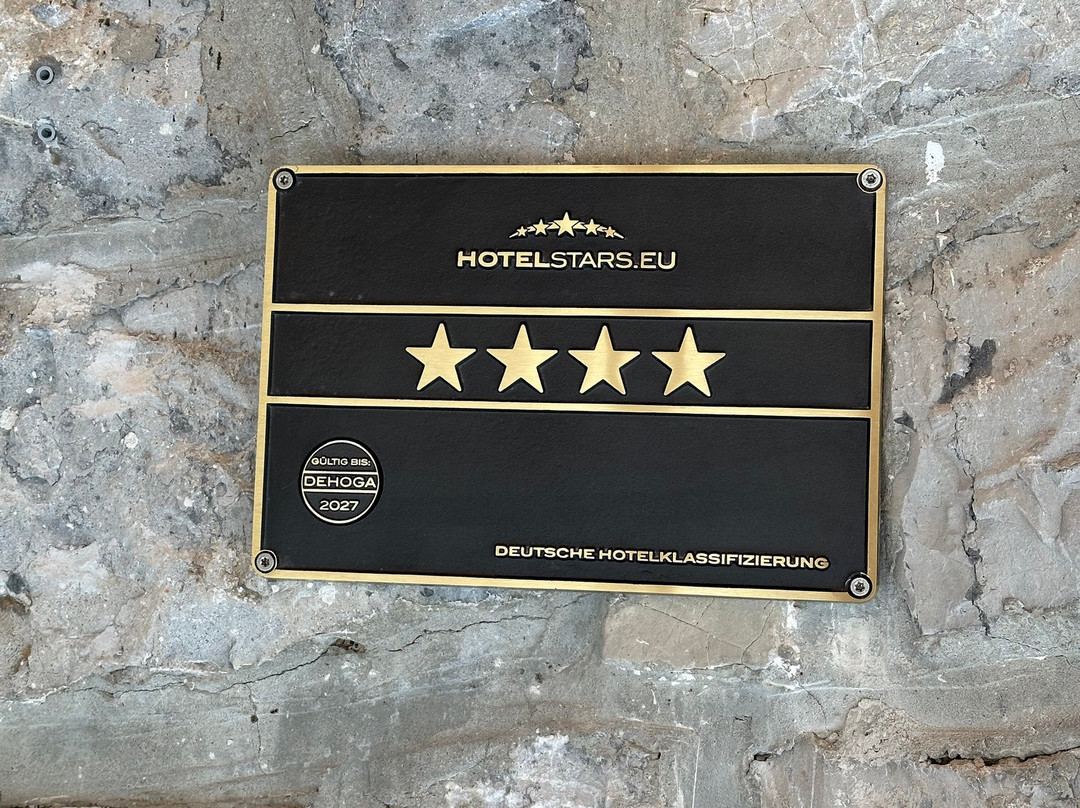 HOTELSTARS.EU
GÜLTIG BIS:
DEHOGA
2027
DEUTSCHE HOTELKLASSIFIZIERUNG